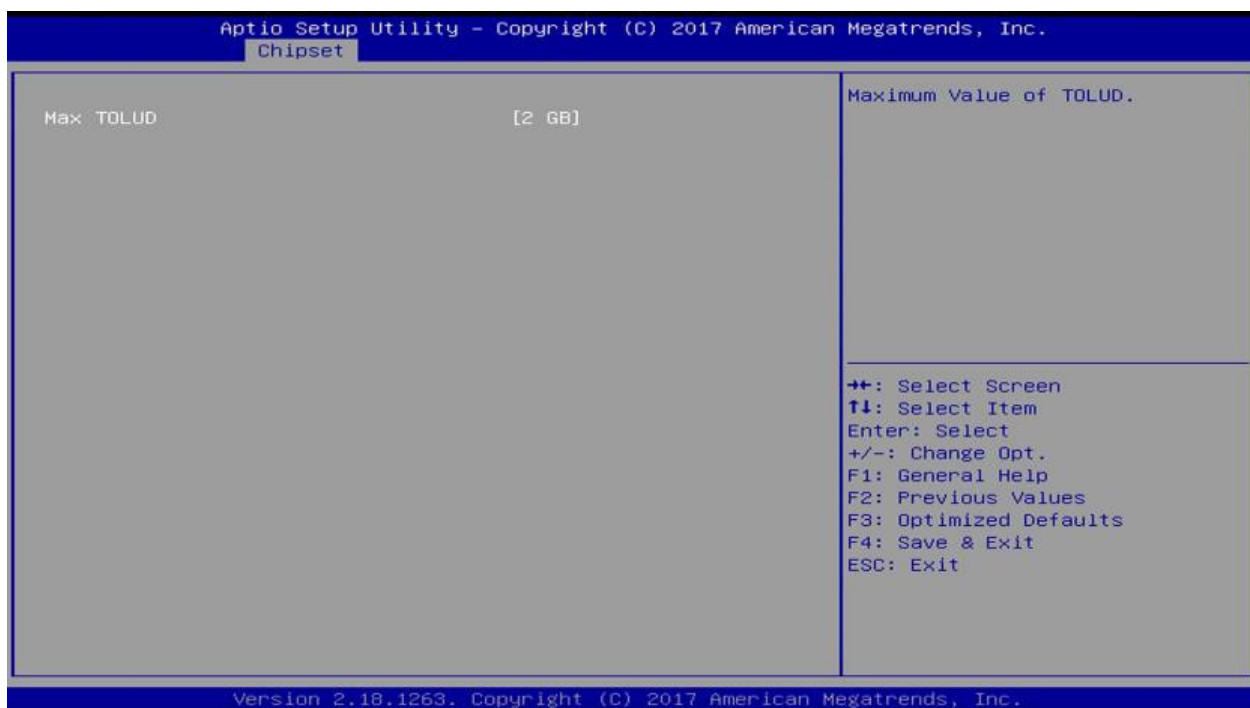 Aptio Setup Utility – Copyright (C) 2017 American Megatrends, Inc.
Chipset
Max TOLUD [2 GB]
Maximum Value of TOLUD.
→←: Select Screen
↑↓: Select Item
Enter: Select
+/-: Change Opt.
F1: General Help
F2: Previous Values
F3: Optimized Defaults
F4: Save & Exit
ESC: Exit
Version 2.18.1263. Copyright (C) 2017 American Megatrends, Inc.